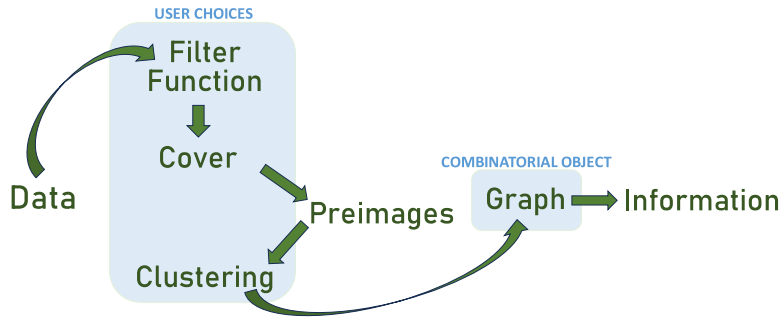 USER CHOICES
Filter
Function
Cover
Data
Preimages
Clustering
COMBINATORIAL OBJECT
Graph
Information